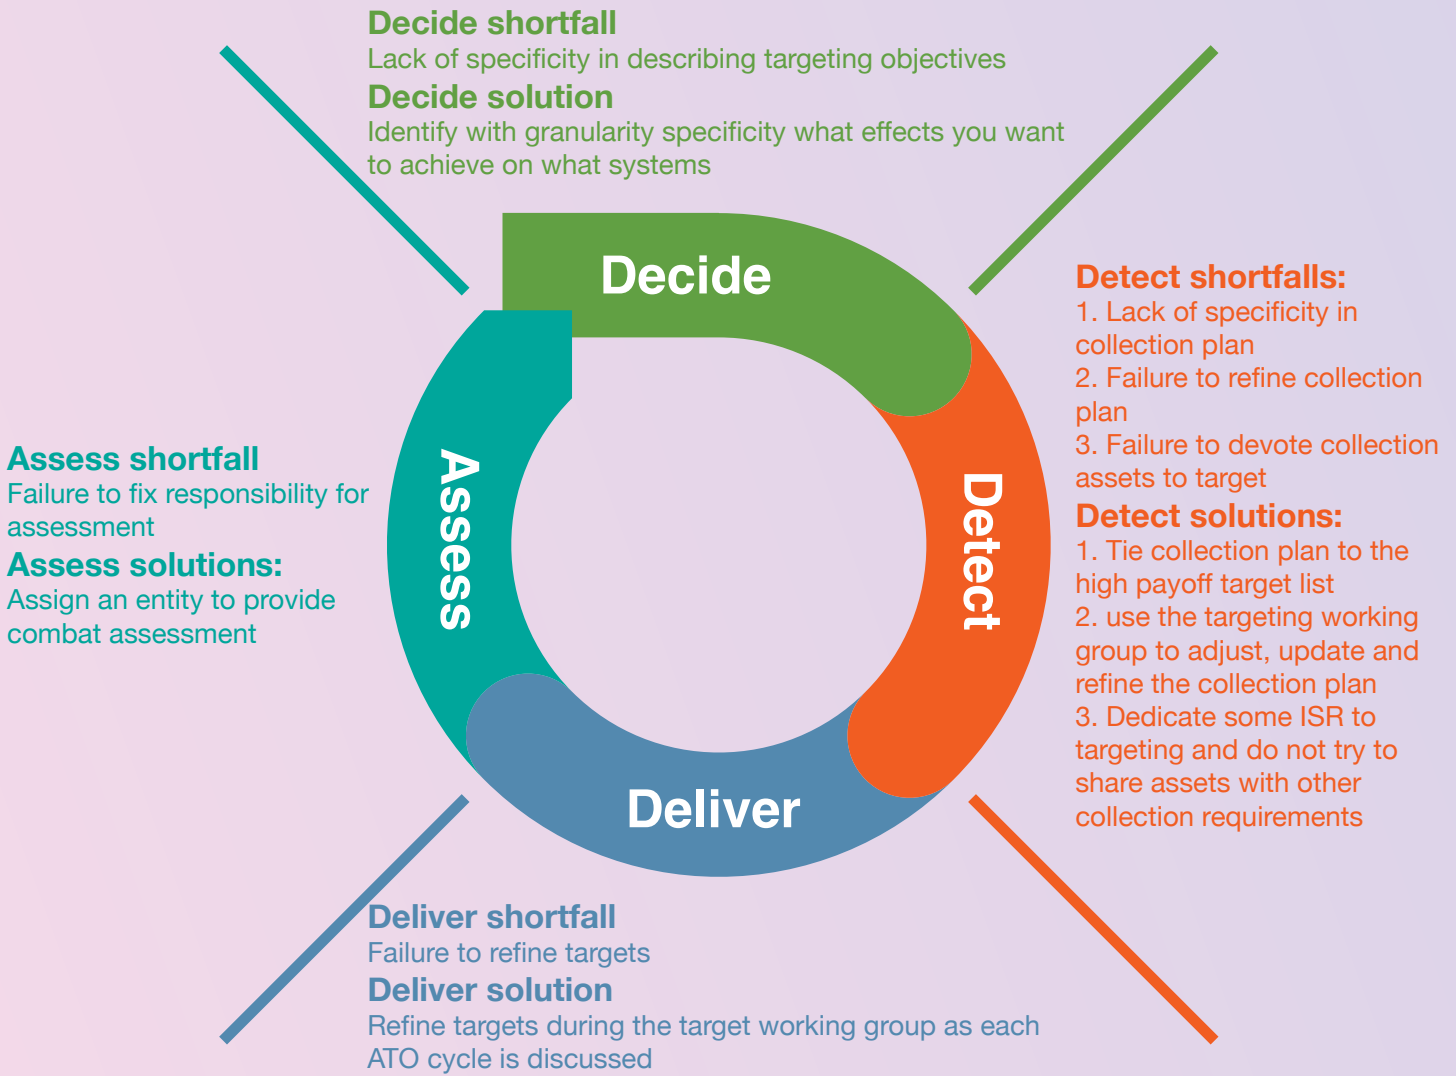 Decide shortfall
Lack of specificity in describing targeting objectives
Decide solution
Identify with granularity specificity what effects you want
to achieve on what systems
Decide
Detect shortfalls:
1. Lack of specificity in
collection plan
2. Failure to refine collection
plan
3. Failure to devote collection
assets to target
Detect solutions:
1. Tie collection plan to the
high payoff target list
2. use the targeting working
group to adjust, update and
refine the collection plan
3. Dedicate some ISR to
targeting and do not try to
share assets with other
collection requirements
Detect
Assess shortfall
Failure to fix responsibility for
assessment
Assess solutions:
Assign an entity to provide
combat assessment
Assess
Deliver
Deliver shortfall
Failure to refine targets
Deliver solution
Refine targets during the target working group as each
ATO cycle is discussed